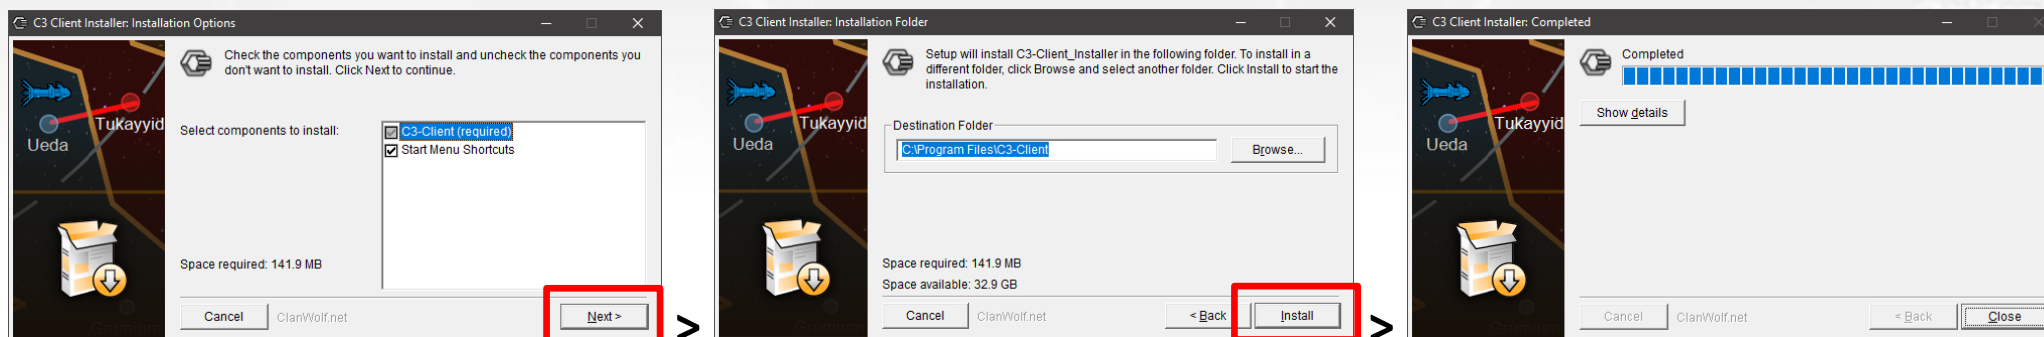 C3 Client Installer: Installation Options
Check the components you want to install and uncheck the components you
don't want to install. Click Next to continue.
Tukayyid
Ueda
Select components to install:
C3-Client (required)
Start Menu Shortcuts
Space required: 141.9 MB
Cancel
ClanWolf.net
Next >
>
C3 Client Installer: Installation Folder
Setup will install C3-Client_Installer in the following folder. To install in a
different folder, click Browse and select another folder. Click Install to start the
installation.
Tukayyid
Ueda
Destination Folder
C:\Program Files\C3-Client
Browse...
Space required: 141.9 MB
Space available: 32.9 GB
Cancel
ClanWolf.net
< Back
Install
>
C3 Client Installer: Completed
Completed
Show details
Tukayyid
Ueda
Cancel
ClanWolf.net
< Back
Close